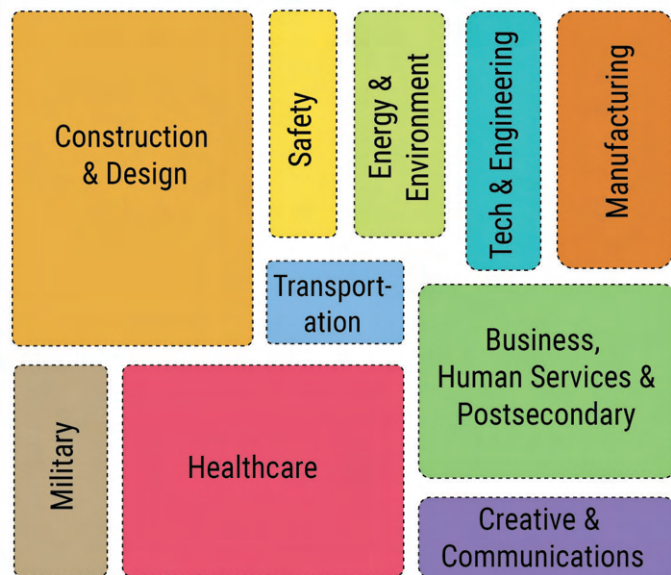 Construction
& Design
Safety
Energy &
Environment
Tech & Engineering
Manufacturing
Transport-
ation
Business,
Human Services &
Postsecondary
Military
Healthcare
Creative &
Communications